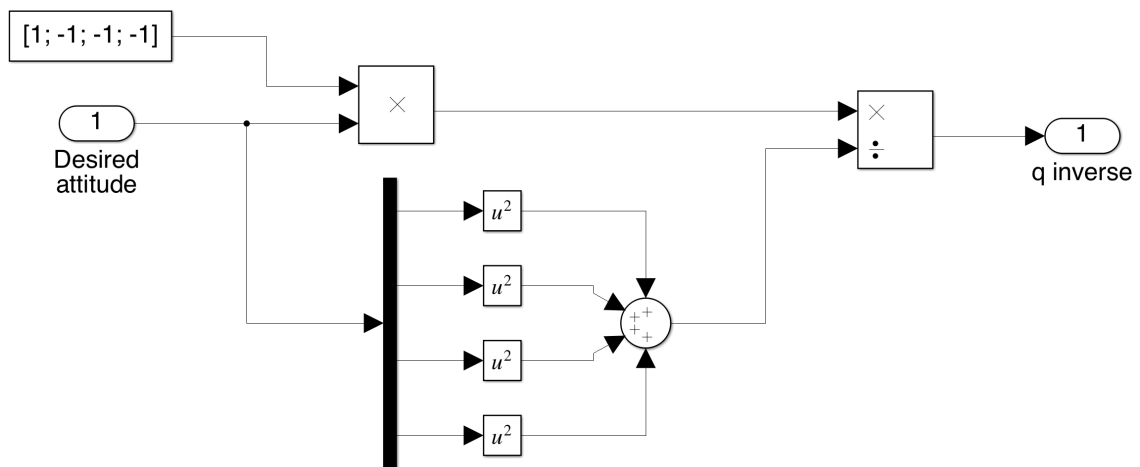 [1; -1; -1; -1]
×
1
Desired
attitude
×
÷
1
q inverse
u²
u²
+
+
+
+
u²
u²